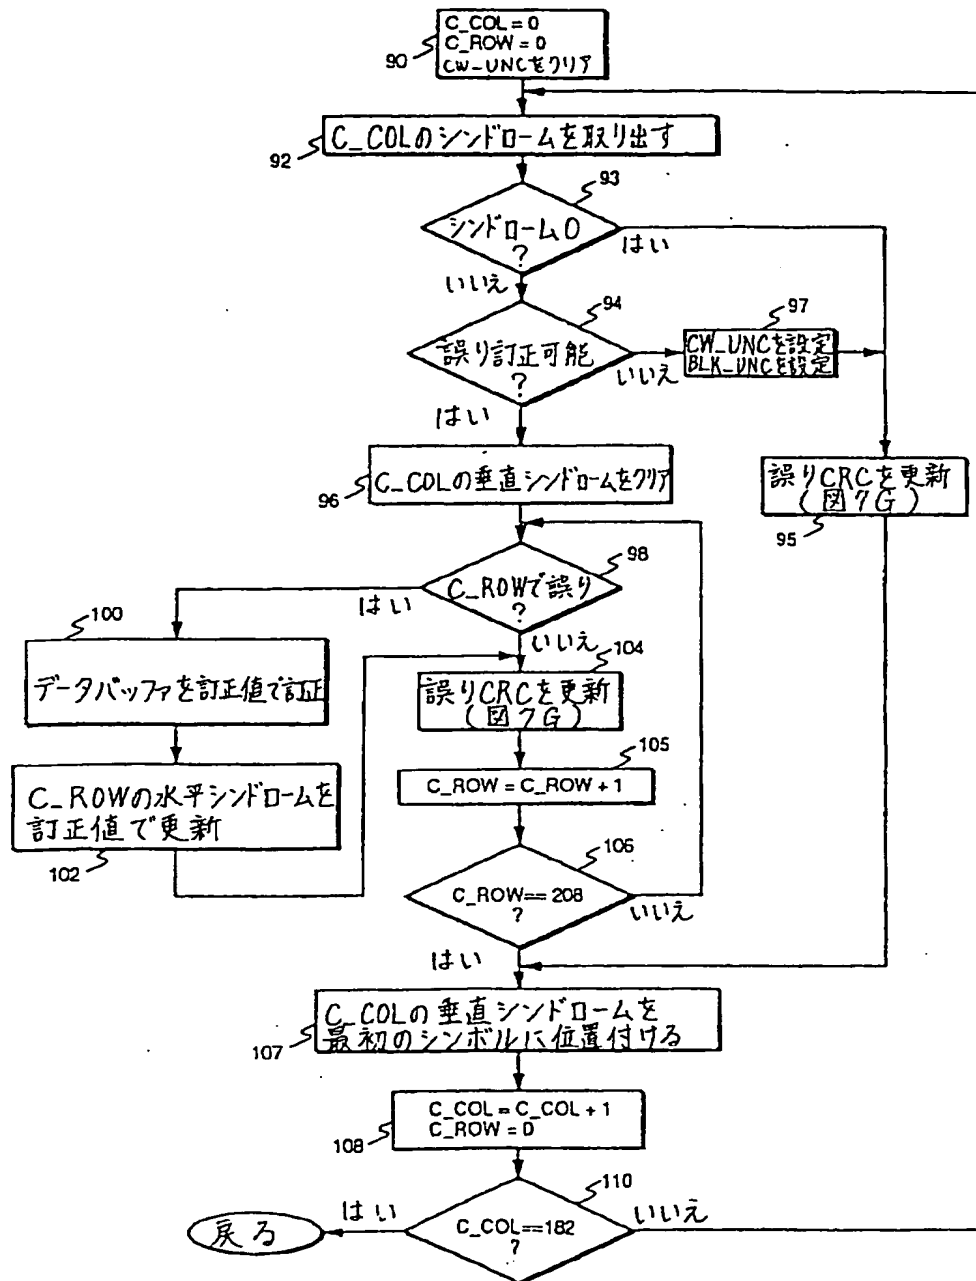 C_COL = 0
C_ROW = 0
CW_UNCをクリア
90
C_COLのシンドロームを取り出す
92
93
シンドローム0
?
はい
いいえ
94
誤り訂正可能
?
いいえ
はい
97
CW_UNCを設定
BLK_UNCを設定
C_COLの垂直シンドロームをクリア
96
誤りCRCを更新
(図7G)
95
98
C_ROWで誤り
?
はい
いいえ
100
データバッファを訂正値で訂正
104
誤りCRCを更新
(図7G)
C_ROWの水平シンドロームを
訂正値で更新
102
105
C_ROW = C_ROW + 1
106
C_ROW== 208
?
いいえ
はい
C_COLの垂直シンドロームを
最初のシンボルに位置付ける
107
C_COL = C_COL + 1
C_ROW = D
108
110
C_COL==182
?
はい
いいえ
戻る